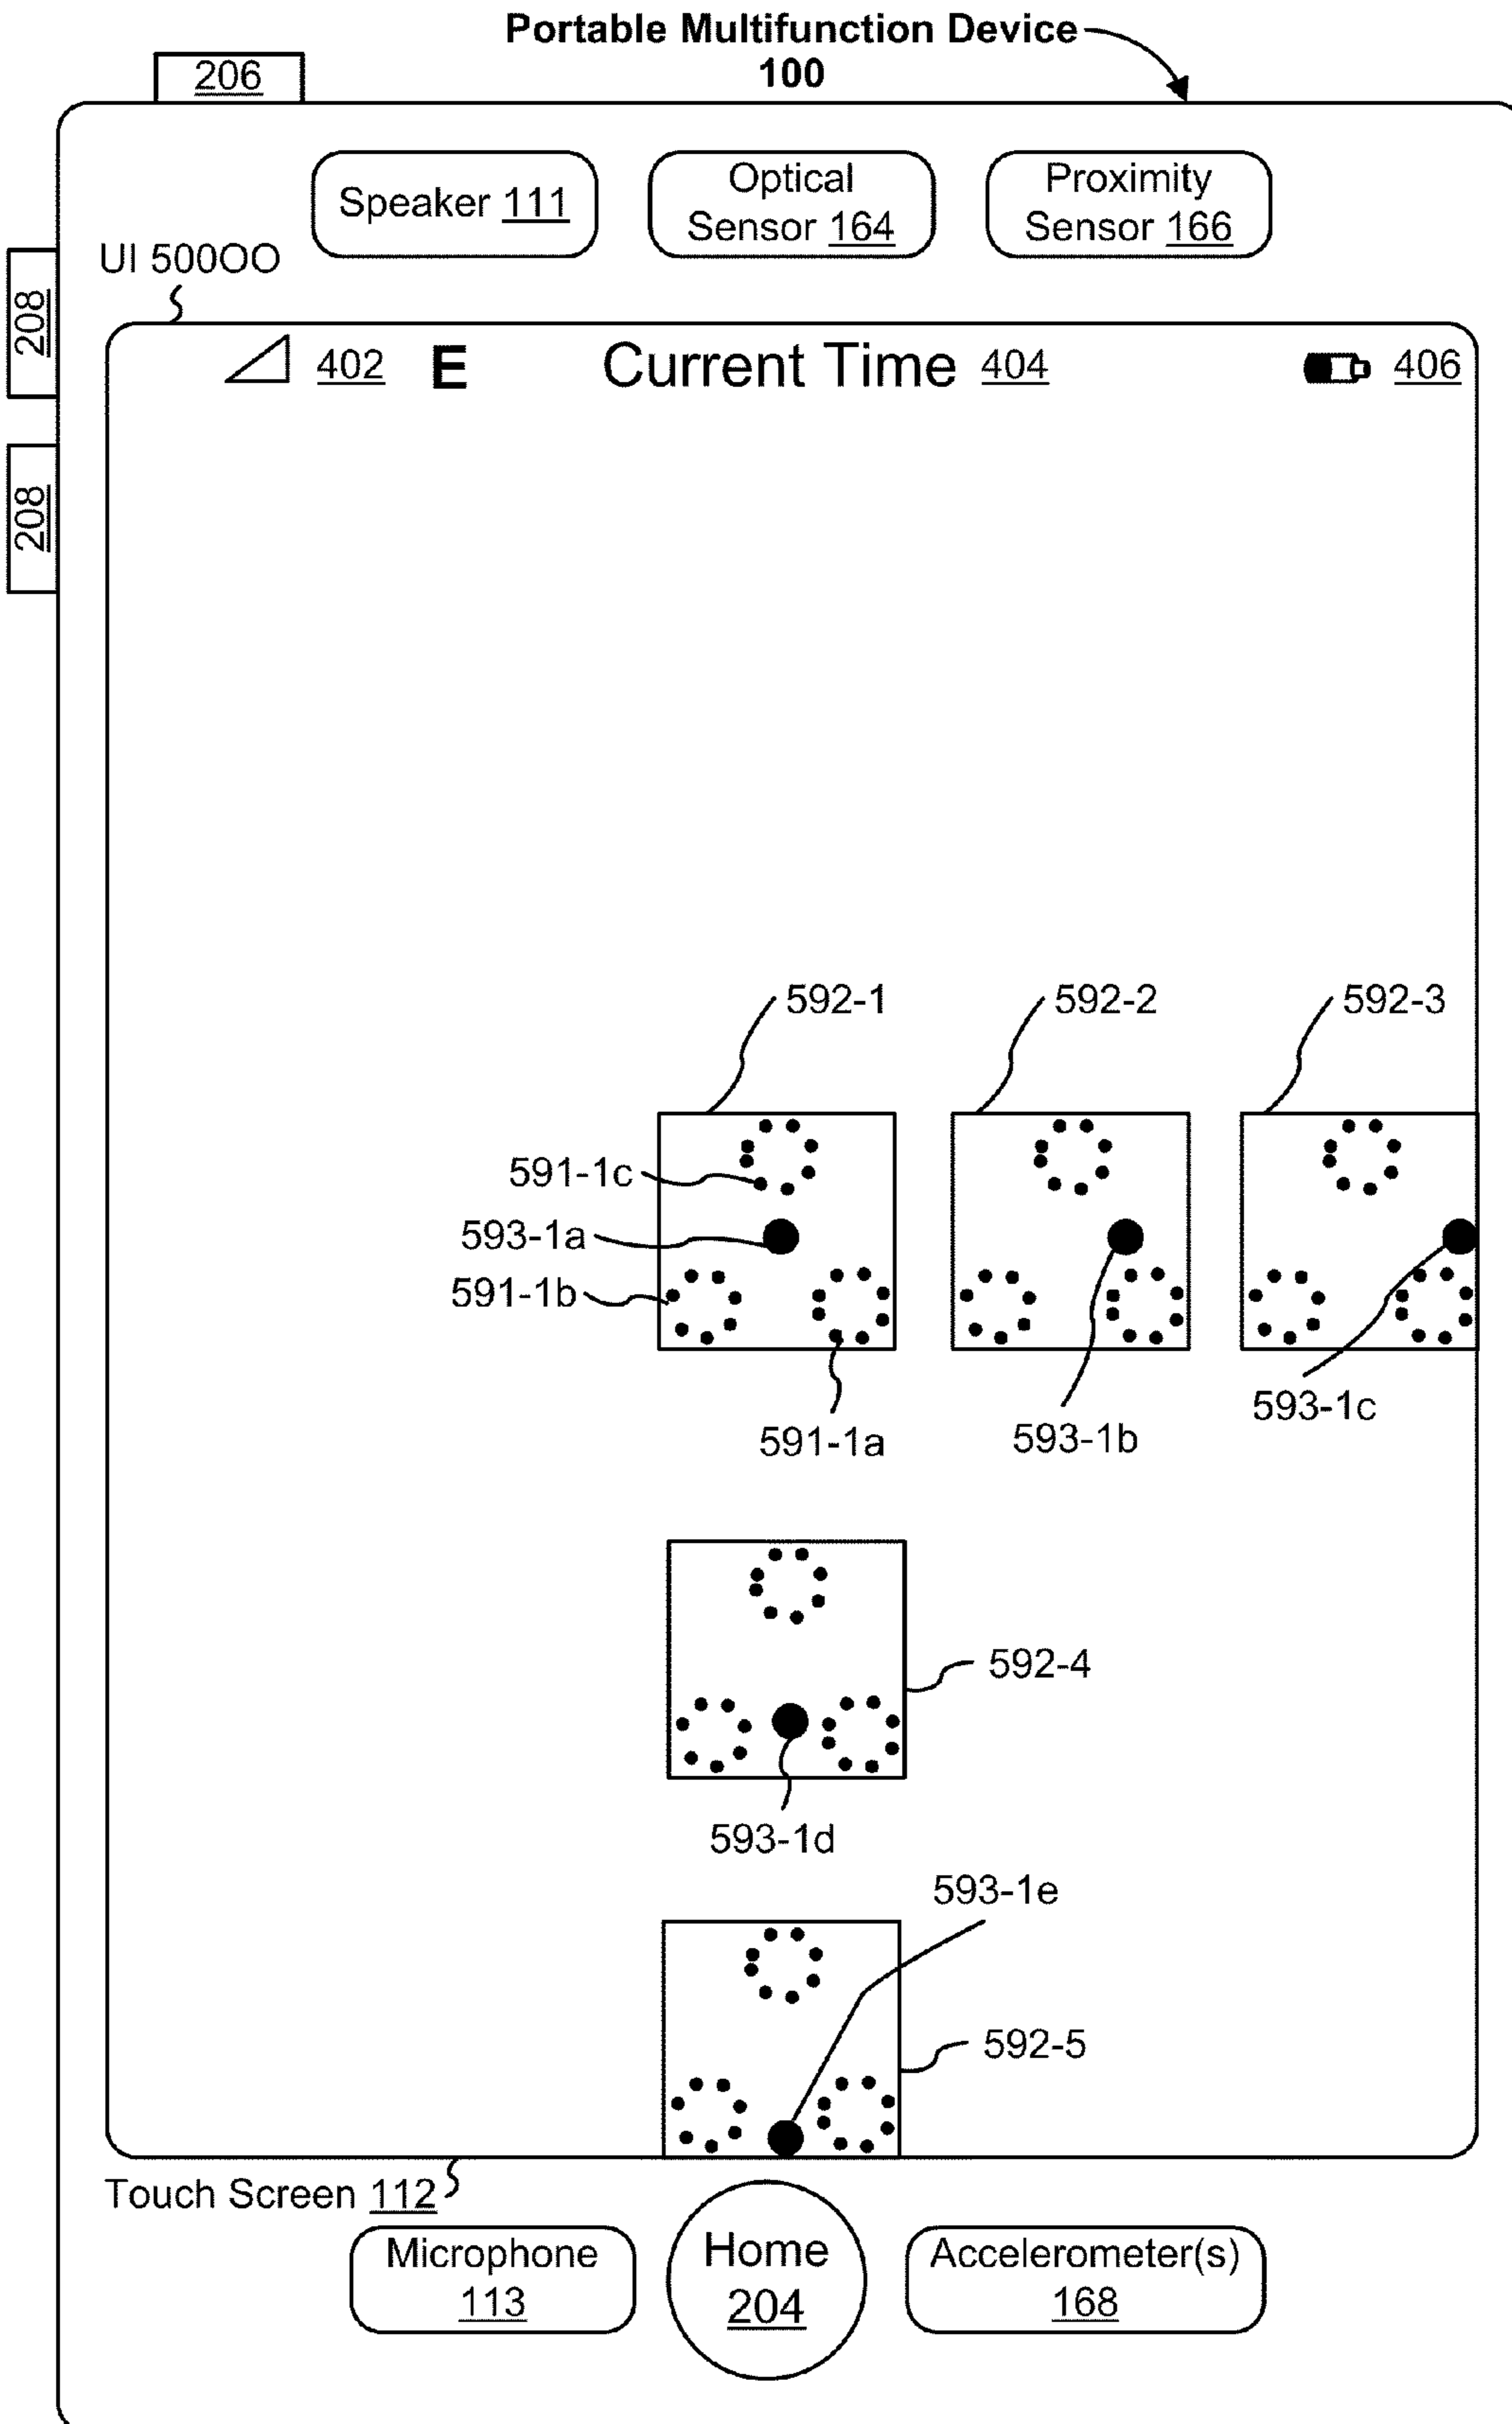 Portable Multifunction Device
100
206
Speaker 111
Optical
Sensor 164
Proximity
Sensor 166
UI 500OO
208
208
402 E Current Time 404 406
592-1 592-2 592-3
591-1c
593-1a
591-1b
591-1a
593-1b
593-1c
592-4
593-1d
593-1e
592-5
Touch Screen 112
Microphone
113
Home
204
Accelerometer(s)
168